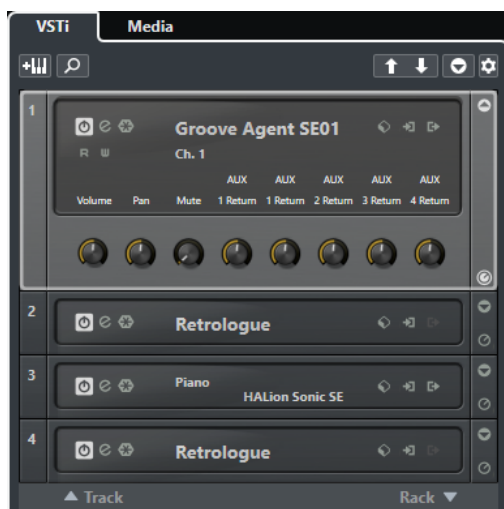 VSTi Media
1
Groove Agent SE01
R W
Ch. 1
AUX AUX AUX AUX AUX
Volume Pan Mute 1 Return 1 Return 2 Return 3 Return 4 Return
2
Retrologue
3
Piano
HALion Sonic SE
4
Retrologue
Track Rack